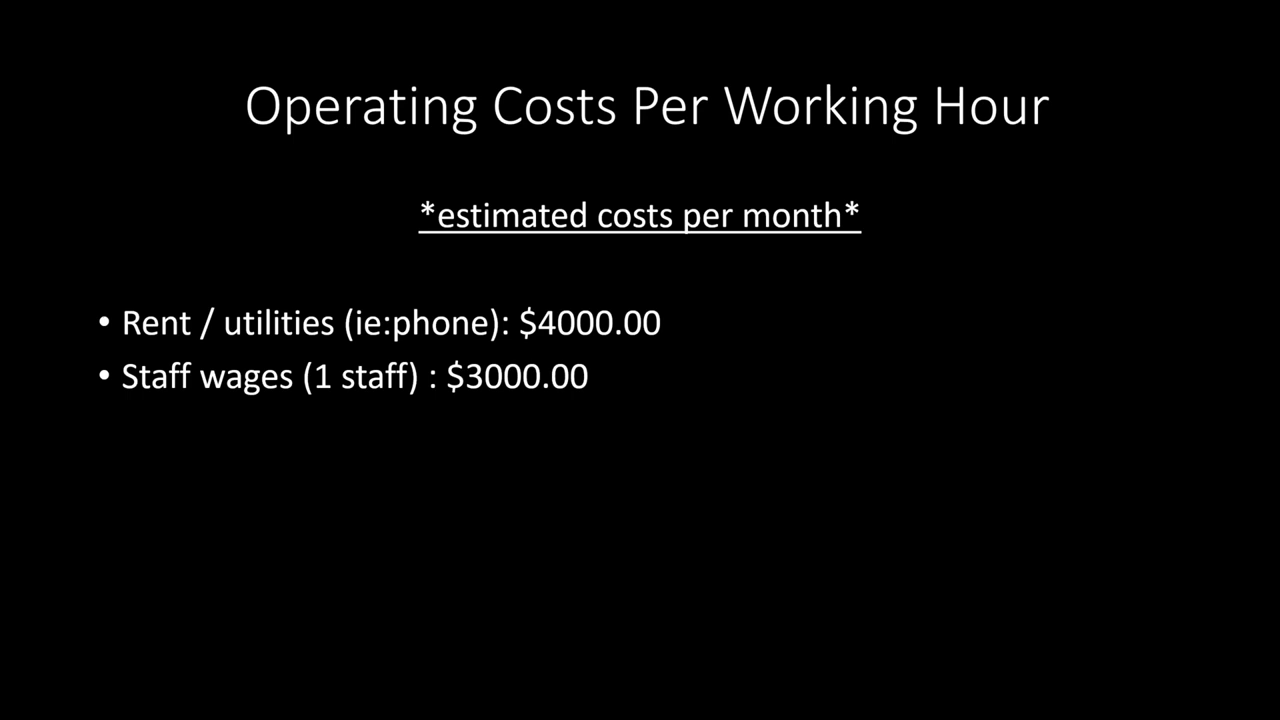 Operating Costs Per Working Hour
*estimated costs per month*
• Rent / utilities (ie:phone): $4000.00
• Staff wages (1 staff) : $3000.00